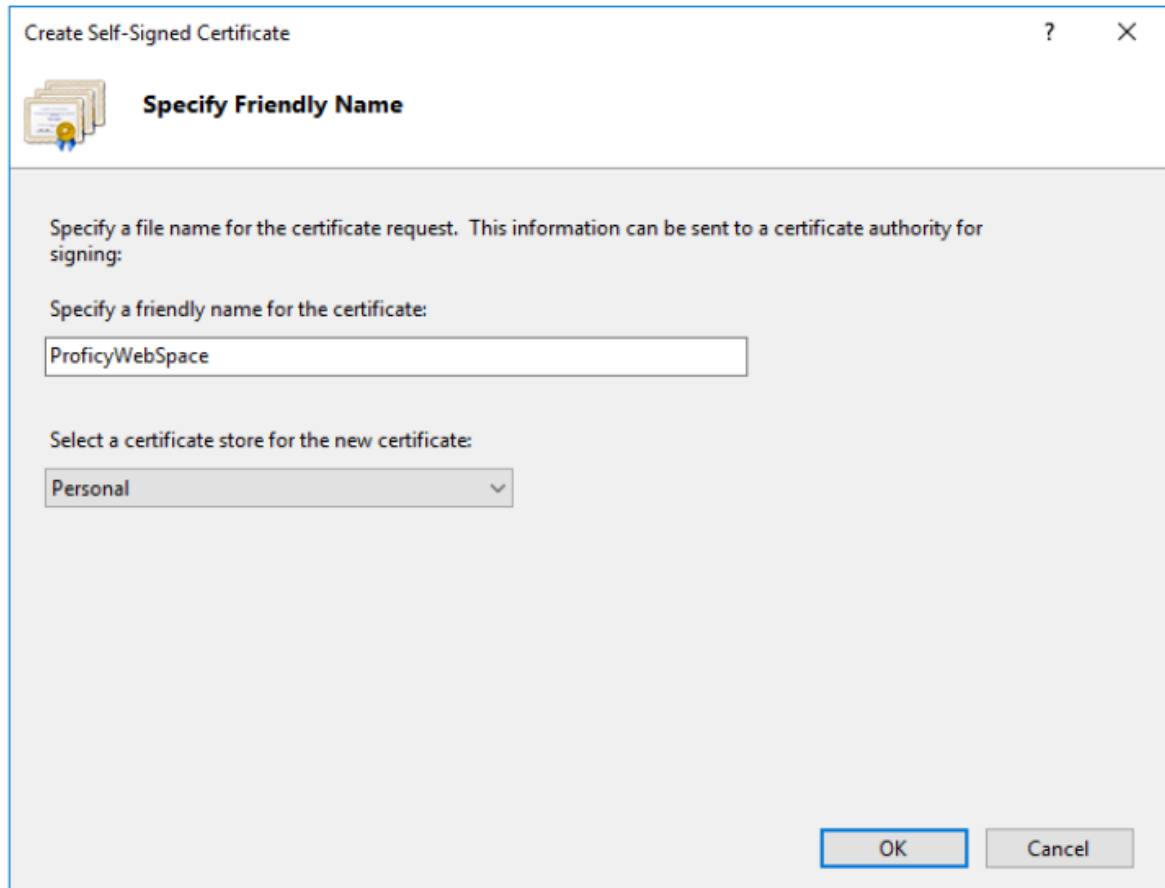 Create Self-Signed Certificate
?
Specify Friendly Name
Specify a file name for the certificate request.  This information can be sent to a certificate authority for
signing:
Specify a friendly name for the certificate:
ProficyWebSpace
Select a certificate store for the new certificate:
Personal
OK
Cancel